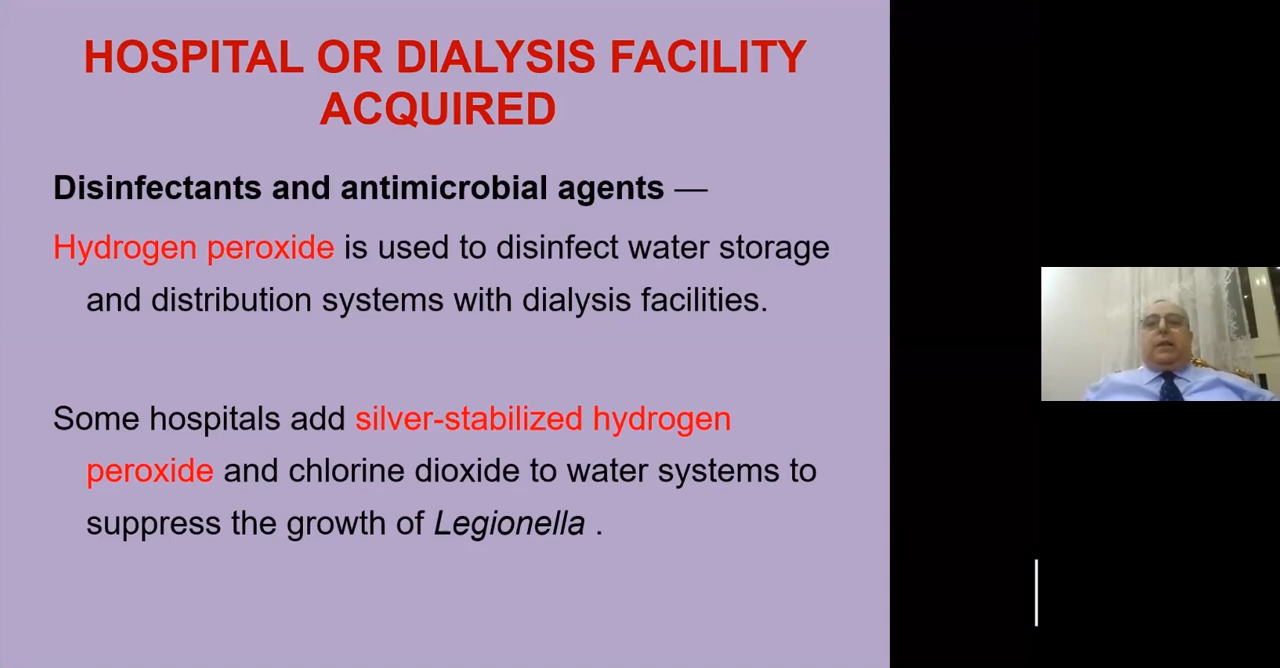 HOSPITAL OR DIALYSIS FACILITY
ACQUIRED
Disinfectants and antimicrobial agents —
Hydrogen peroxide is used to disinfect water storage
and distribution systems with dialysis facilities.
Some hospitals add silver-stabilized hydrogen
peroxide and chlorine dioxide to water systems to
suppress the growth of Legionella .